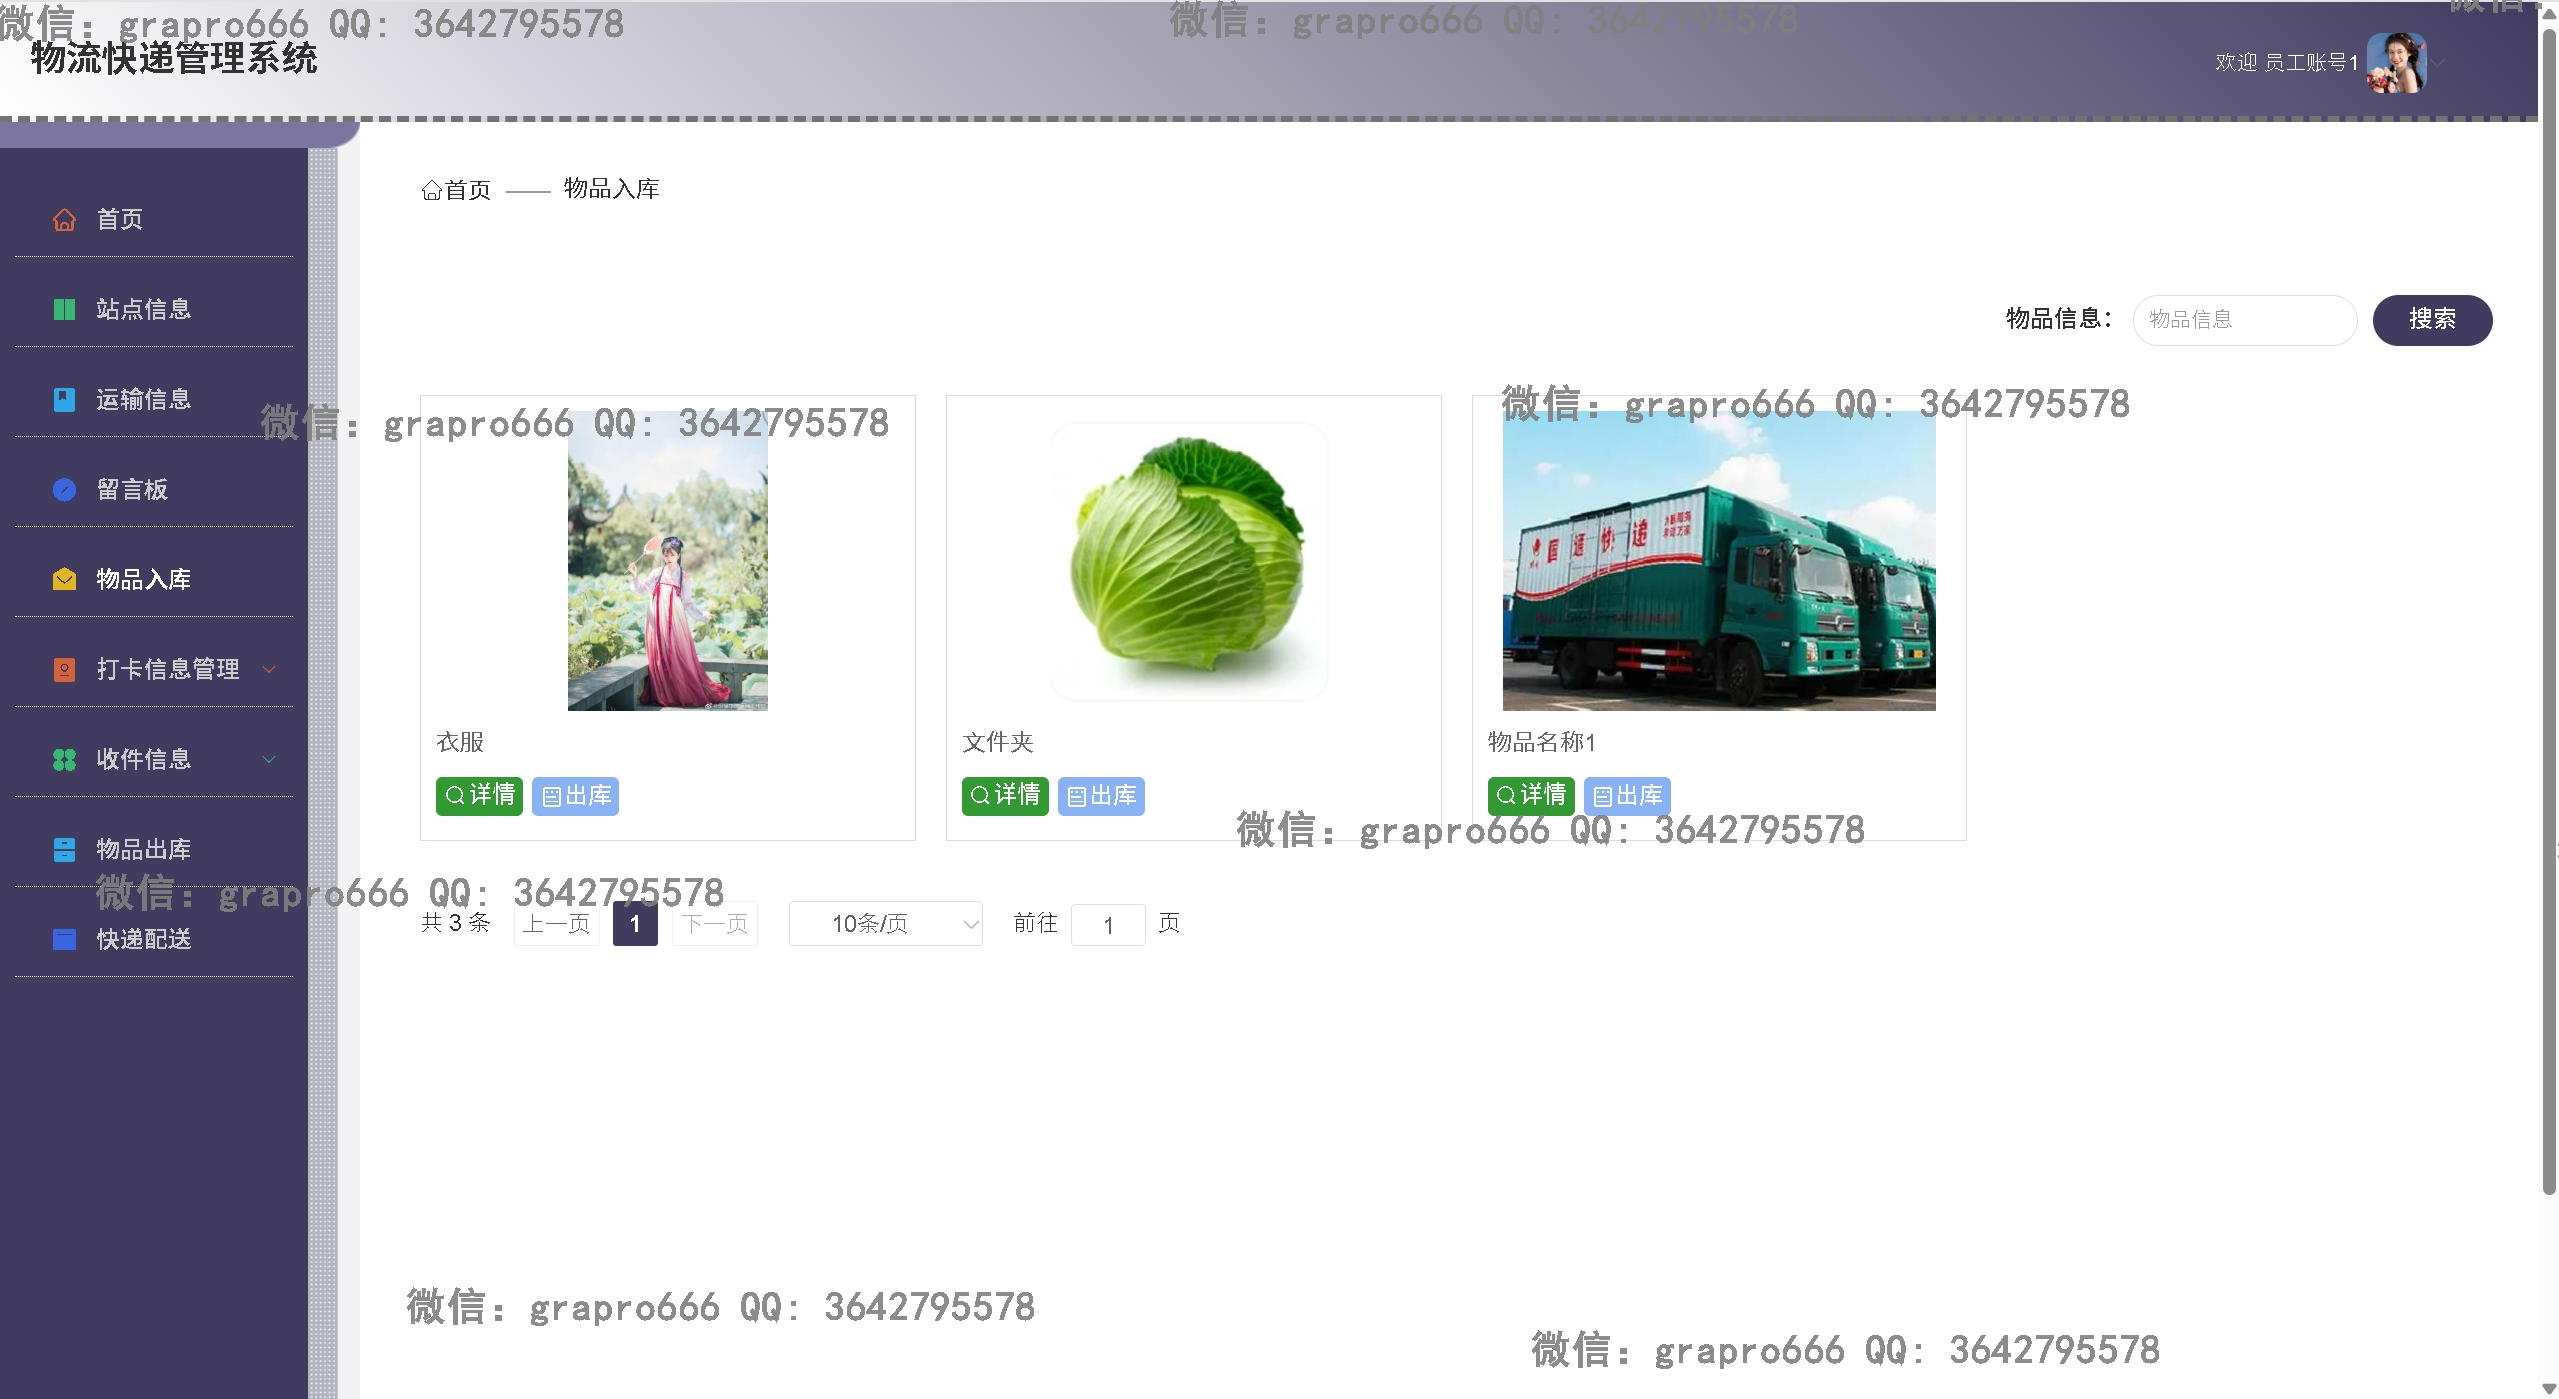 微信: grapro666 QQ: 3642795578
微信: grapro666 QQ: 3642795578
物流快递管理系统
欢迎 员工账号1
首页
站点信息
运输信息
留言板
物品入库
打卡信息管理
收件信息
物品出库
快递配送
首页 —— 物品入库
物品信息：
物品信息
搜索
微信: grapro666 QQ: 3642795578
微信: grapro666 QQ: 3642795578
国通快递
衣服
详情 出库
文件夹
详情 出库
物品名称1
详情 出库
微信: grapro666 QQ: 3642795578
微信: grapro666 QQ: 3642795578
共 3 条 上一页 1 下一页 10条/页 前往 1 页
微信: grapro666 QQ: 3642795578
微信: grapro666 QQ: 3642795578